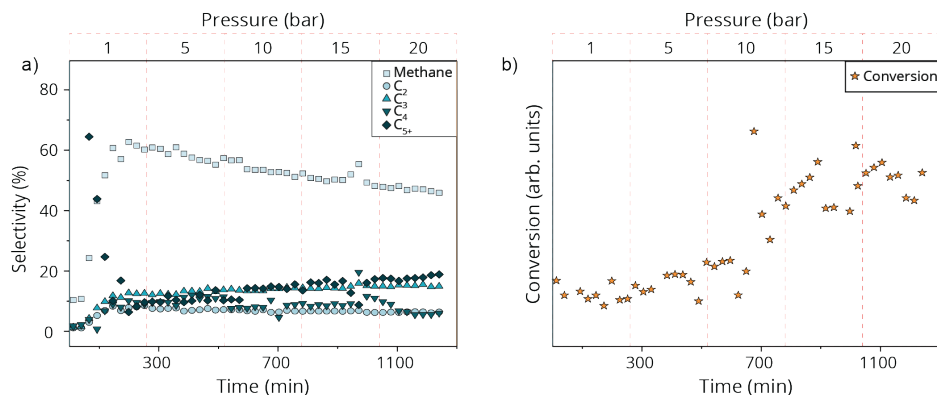 Pressure (bar)
1 5 10 15 20
a)
Methane
C2
C3
C4
C5+
Selectivity (%)
80
60
40
20
0
300 700 1100
Time (min)
Pressure (bar)
1 5 10 15 20
b)
Conversion
Conversion (arb. units)
300 700 1100
Time (min)